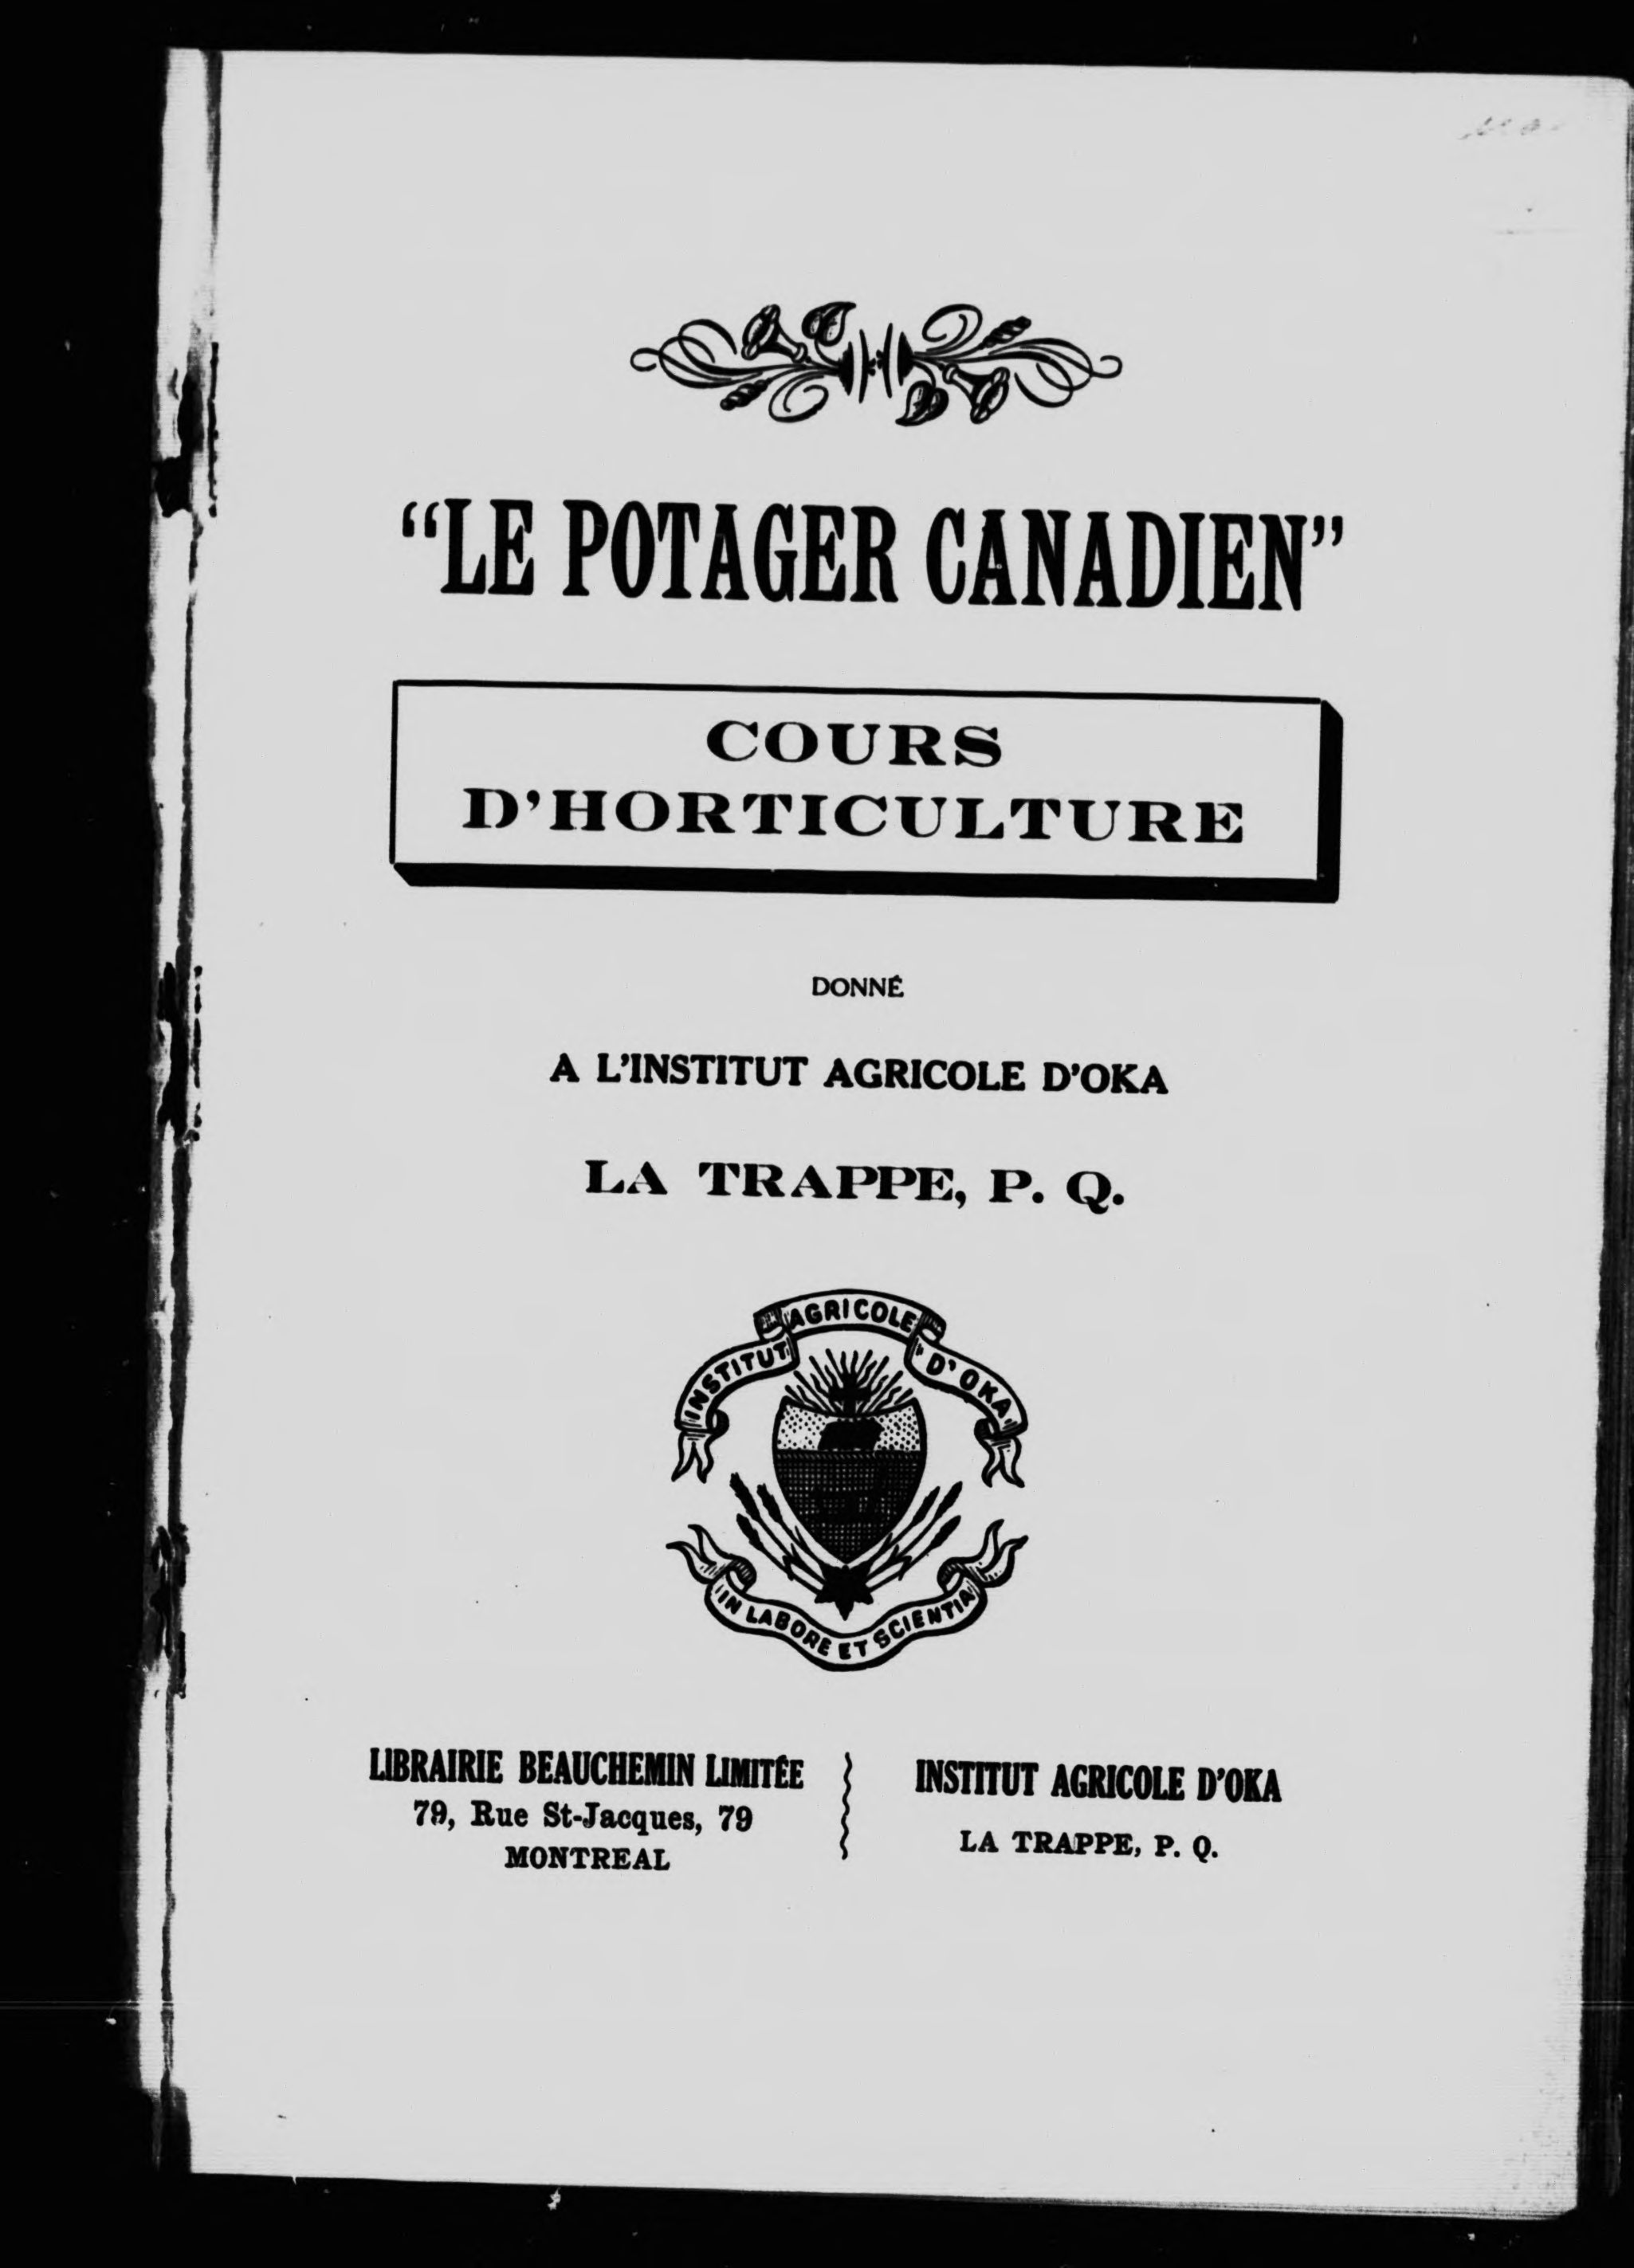 “LE POTAGER CANADIEN”
COURS
D’HORTICULTURE
DONNÉ
A L’INSTITUT AGRICOLE D’OKA
LA TRAPPE, P. Q.
INSTITUT AGRICOLE D’OKA
IN LABORE ET SCIENTIA
LIBRAIRIE BEAUCHEMIN LIMITÉE
79, Rue St-Jacques, 79
MONTREAL
INSTITUT AGRICOLE D’OKA
LA TRAPPE, P. Q.